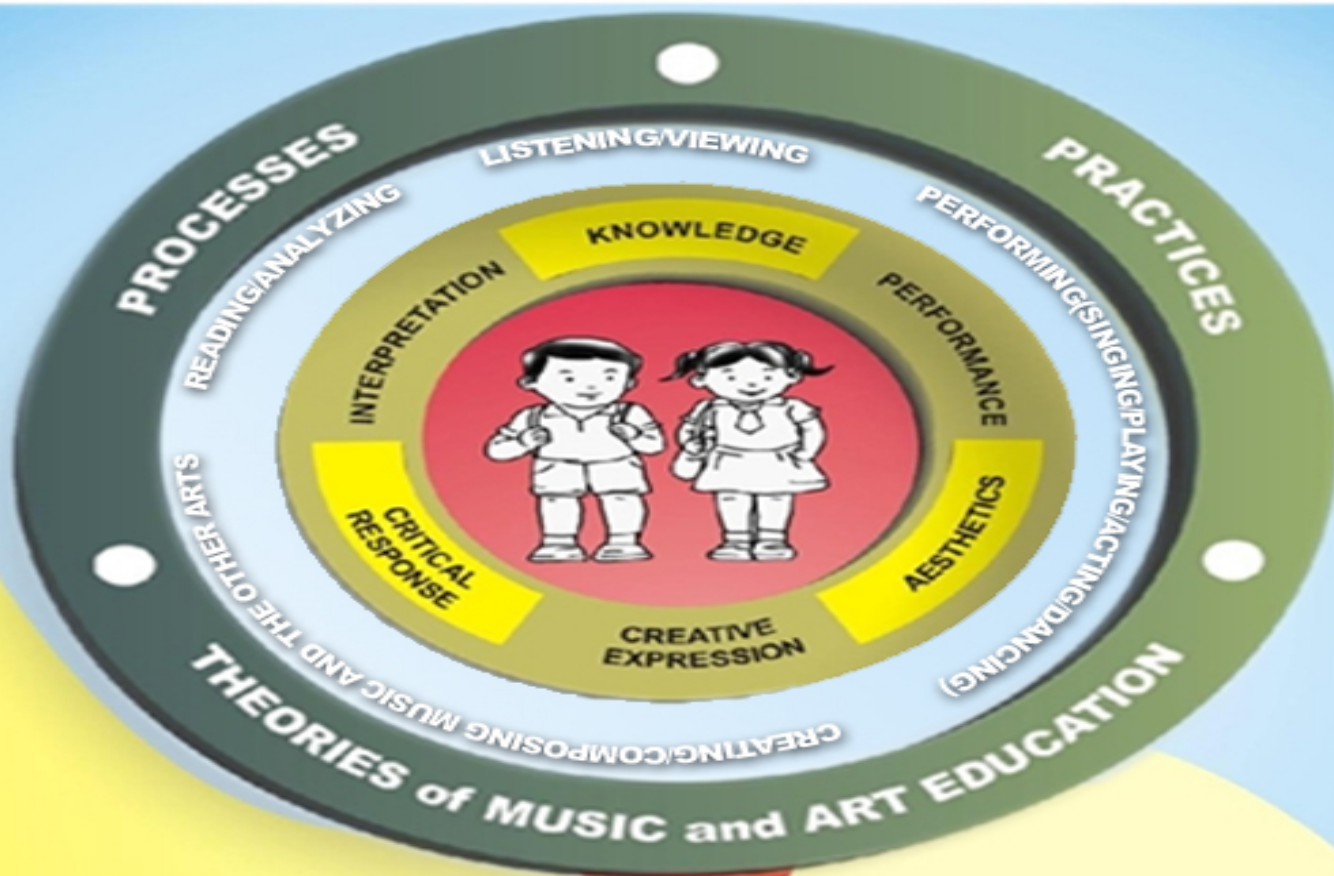 PROCESSES
PRACTICES
THEORIES of MUSIC and ART EDUCATION
LISTENING/VIEWING
PERFORMING(SINGING/PLAYING/ACTING/DANCING)
CREATING/COMPOSING MUSIC AND THE OTHER ARTS
READING/ANALYZING
KNOWLEDGE
PERFORMANCE
AESTHETICS
CREATIVE
EXPRESSION
CRITICAL
RESPONSE
INTERPRETATION